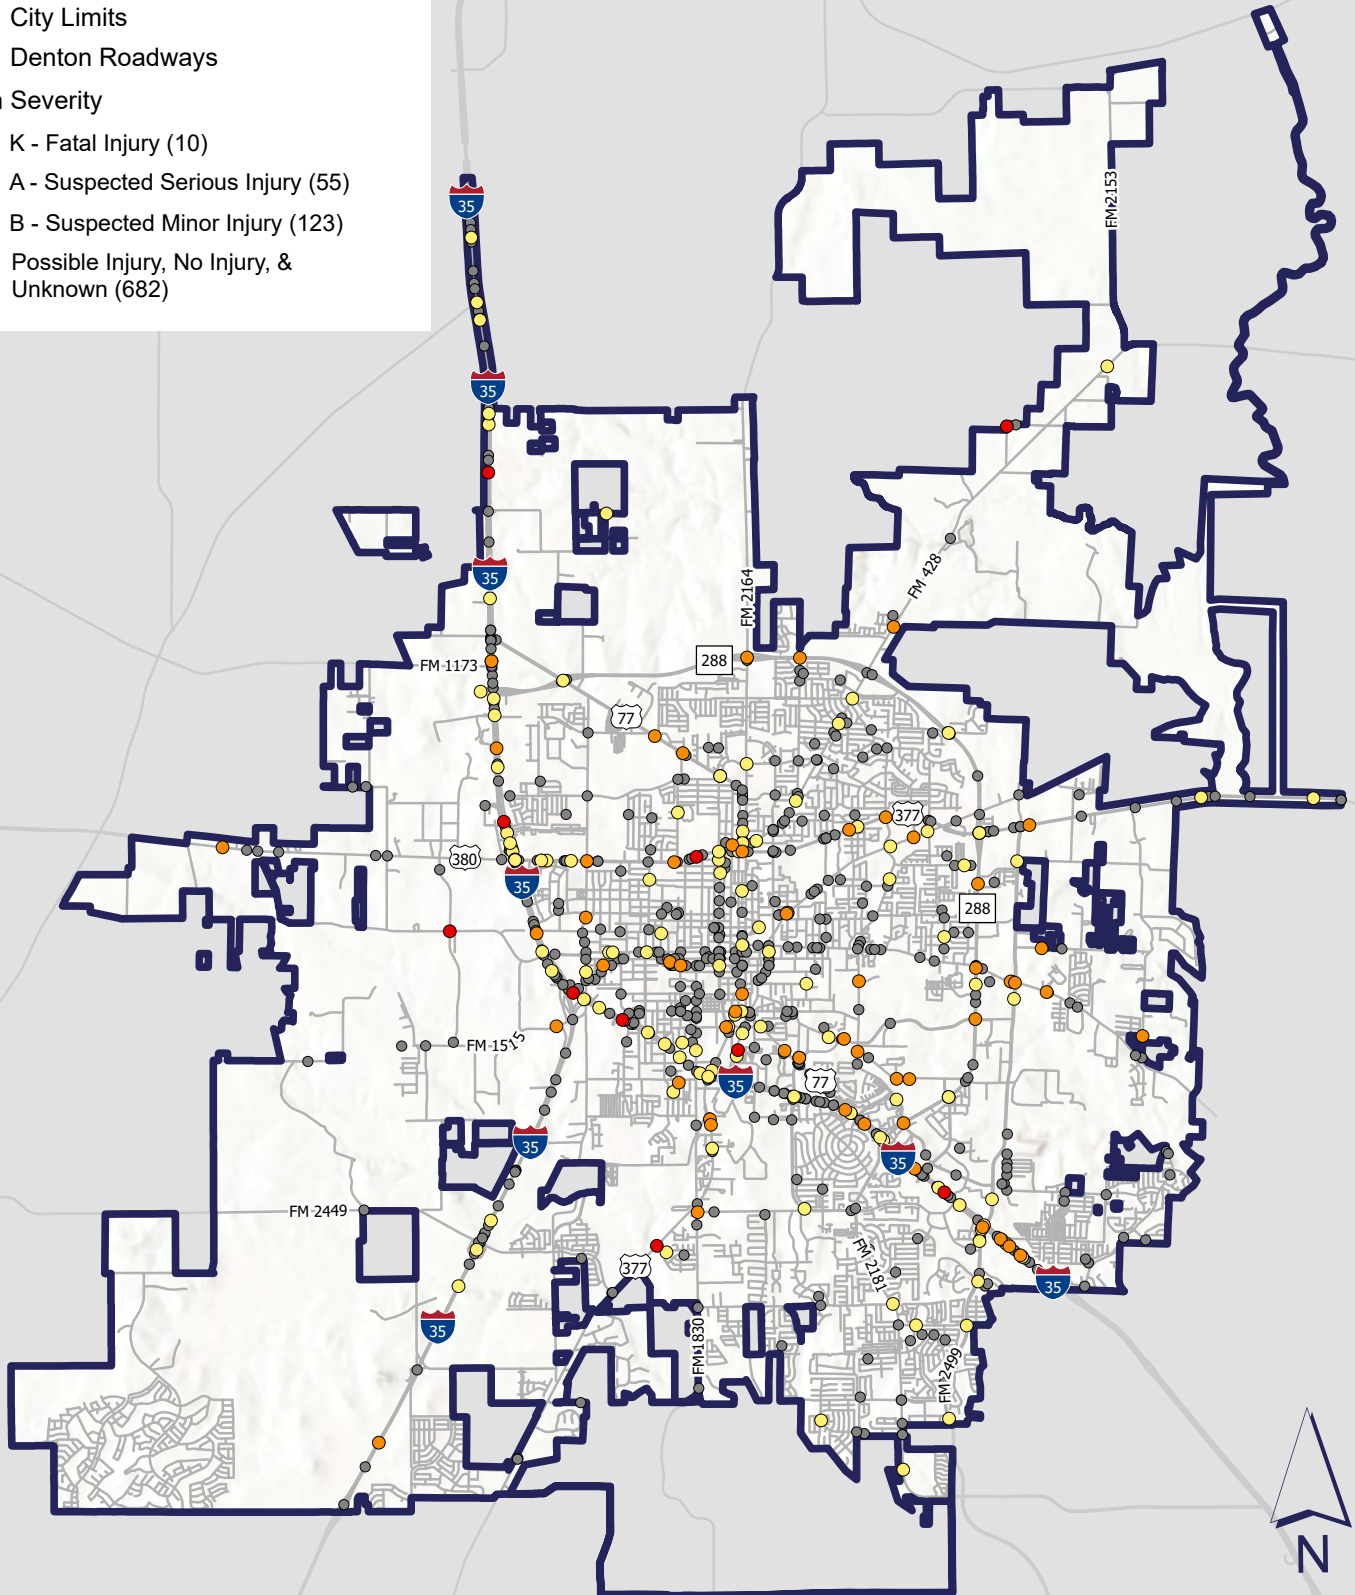 City Limits
Denton Roadways
Severity
K - Fatal Injury (10)
A - Suspected Serious Injury (55)
B - Suspected Minor Injury (123)
Possible Injury, No Injury, &
Unknown (682)
35
FM 2153
35
35
FM 428
FM 2164
FM 1173
288
77
377
380
35
288
FM 1515
77
35
35
35
FM 2449
FM 2181
377
35
35
FM 1830
FM 2499
N